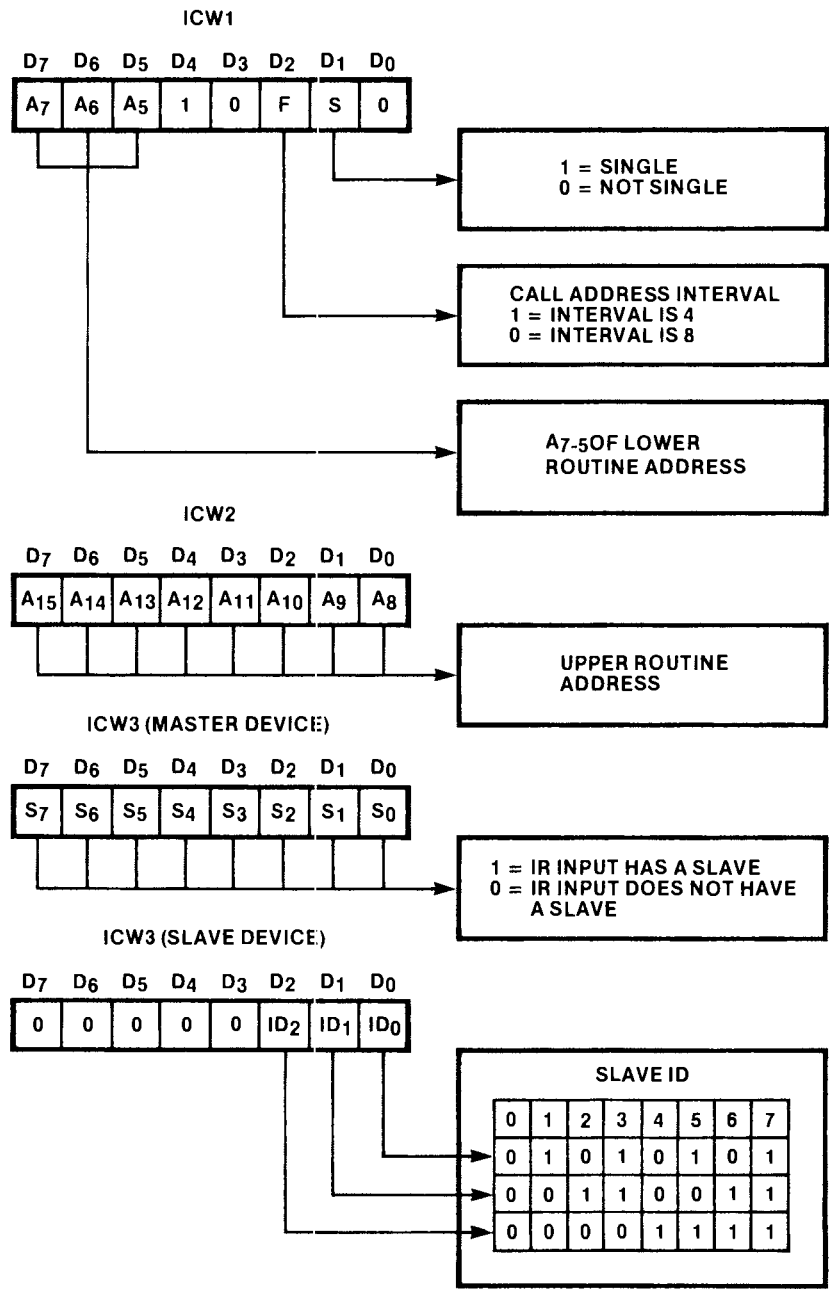 ICW1
D7 D6 D5 D4 D3 D2 D1 D0
A7 A6 A5 1 0 F S 0
1 = SINGLE
0 = NOT SINGLE
CALL ADDRESS INTERVAL
1 = INTERVAL IS 4
0 = INTERVAL IS 8
A7-5OF LOWER
ROUTINE ADDRESS
ICW2
D7 D6 D5 D4 D3 D2 D1 D0
A15 A14 A13 A12 A11 A10 A9 A8
UPPER ROUTINE
ADDRESS
ICW3 (MASTER DEVICE)
D7 D6 D5 D4 D3 D2 D1 D0
S7 S6 S5 S4 S3 S2 S1 S0
1 = IR INPUT HAS A SLAVE
0 = IR INPUT DOES NOT HAVE
A SLAVE
ICW3 (SLAVE DEVICE)
D7 D6 D5 D4 D3 D2 D1 D0
0 0 0 0 0 ID2 ID1 ID0
SLAVE ID
0 1 2 3 4 5 6 7
0 1 0 1 0 1 0 1
0 0 1 1 0 0 1 1
0 0 0 0 1 1 1 1